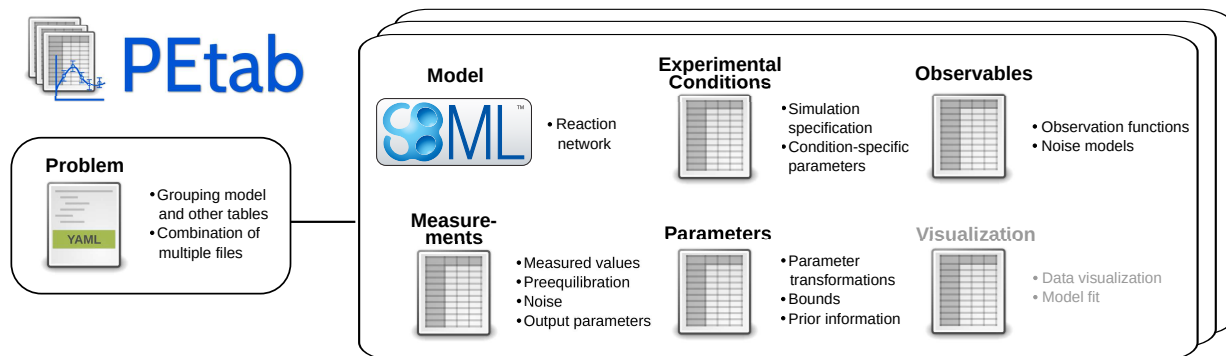 PEtab
Problem
YAML
• Grouping model
and other tables
• Combination of
multiple files
Model
SBML™
• Reaction
network
Experimental
Conditions
• Simulation
specification
• Condition-specific
parameters
Observables
• Observation functions
• Noise models
Measure-
ments
• Measured values
• Preequilibration
• Noise
• Output parameters
Parameters
• Parameter
transformations
• Bounds
• Prior information
Visualization
• Data visualization
• Model fit